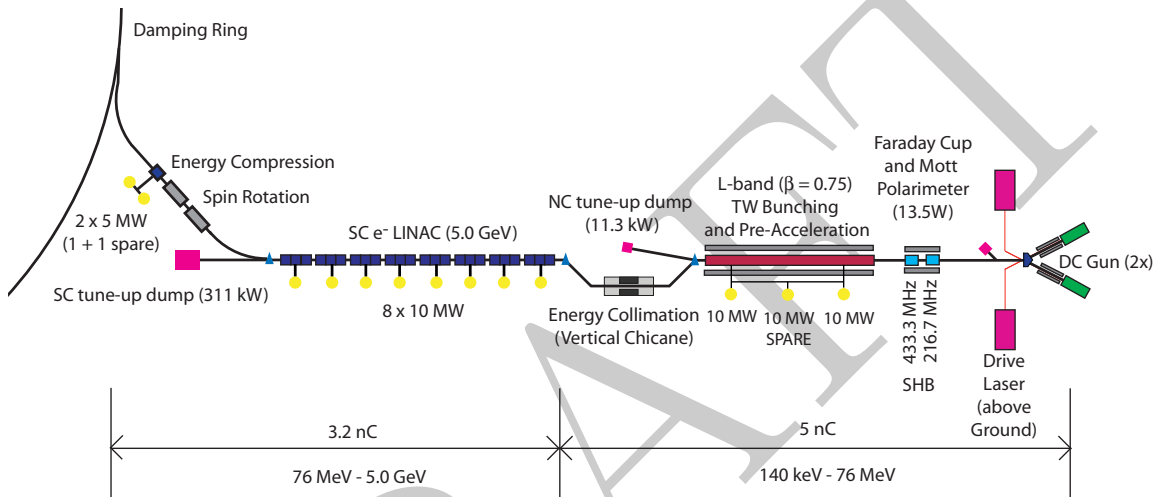 Damping Ring
Energy Compression
Spin Rotation
2 x 5 MW
(1 + 1 spare)
SC tune-up dump (311 kW)
SC e⁻ LINAC (5.0 GeV)
8 x 10 MW
NC tune-up dump
(11.3 kW)
Energy Collimation
(Vertical Chicane)
L-band (β = 0.75)
TW Bunching
and Pre-Acceleration
10 MW
10 MW
SPARE
10 MW
Faraday Cup
and Mott
Polarimeter
(13.5W)
433.3 MHz
216.7 MHz
SHB
DC Gun (2x)
Drive
Laser
(above
Ground)
3.2 nC
5 nC
76 MeV - 5.0 GeV
140 keV - 76 MeV
DRAFT